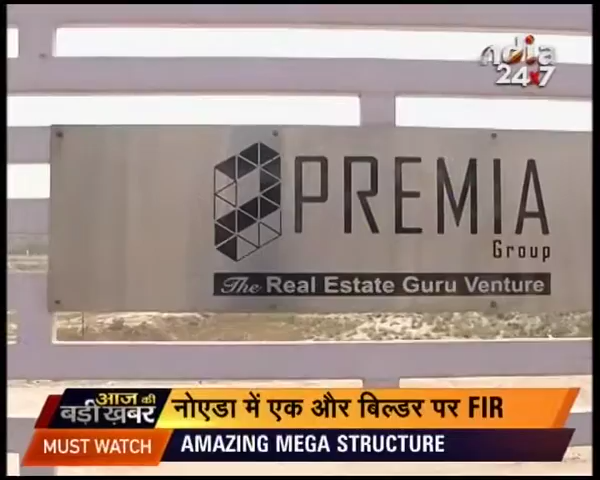 india
24x7
PREMIA
Group
The Real Estate Guru Venture
आज की
बड़ी ख़बर
नोएडा में एक और बिल्डर पर FIR
MUST WATCH
AMAZING MEGA STRUCTURE